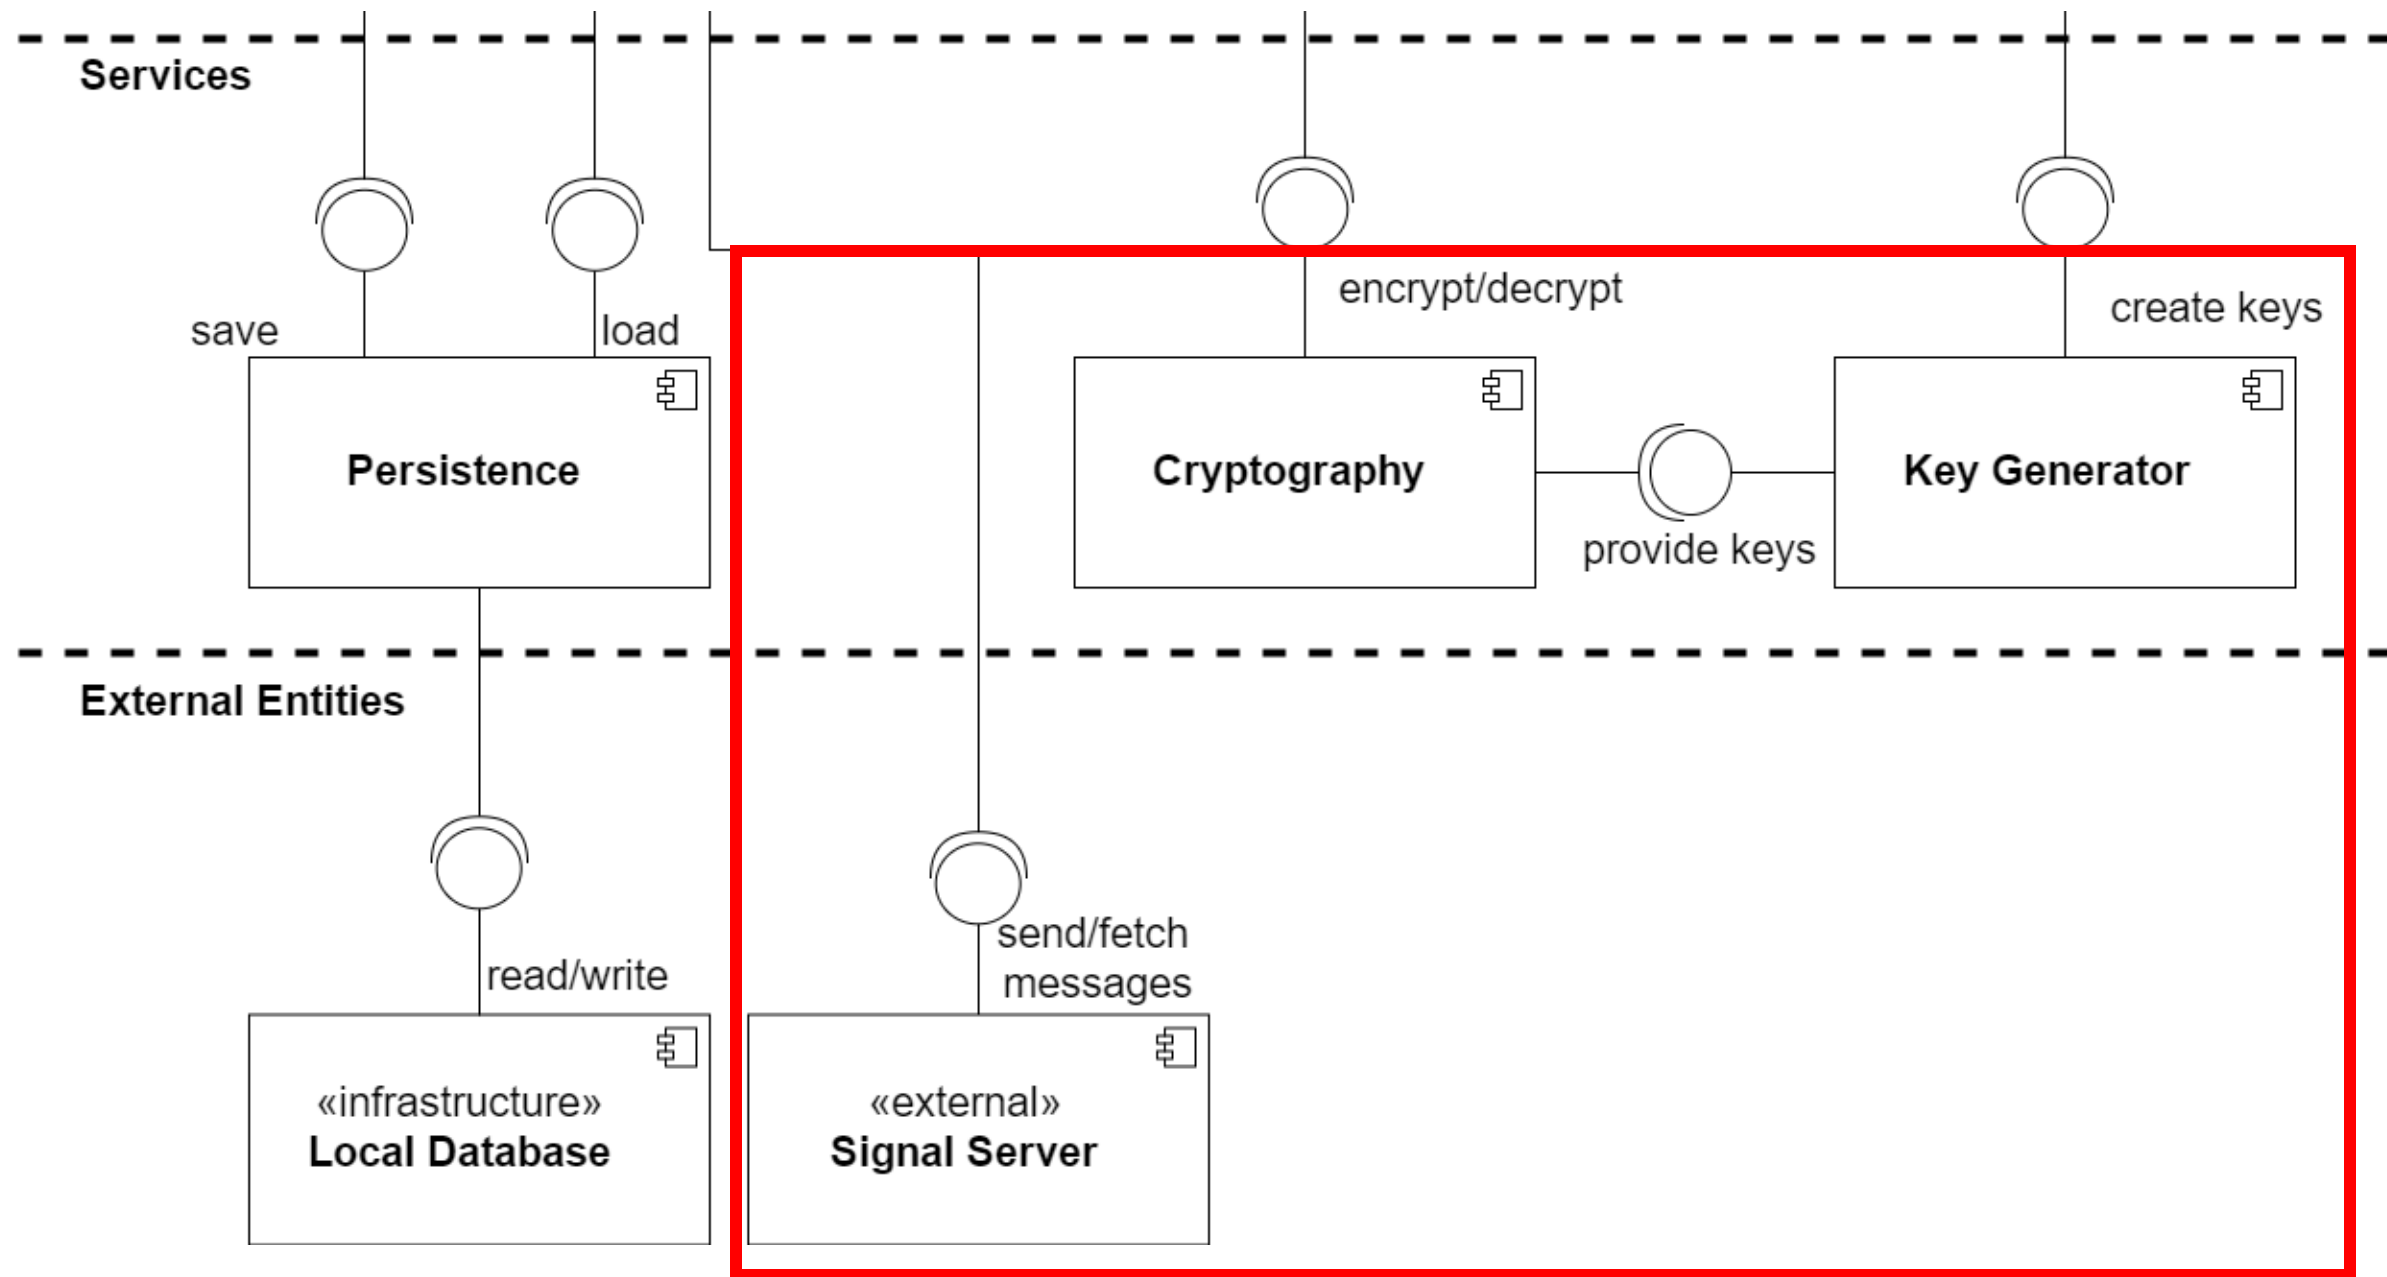 Services
save
load
encrypt/decrypt
create keys
Persistence
Cryptography
provide keys
Key Generator
External Entities
read/write
send/fetch
messages
«infrastructure»
Local Database
«external»
Signal Server